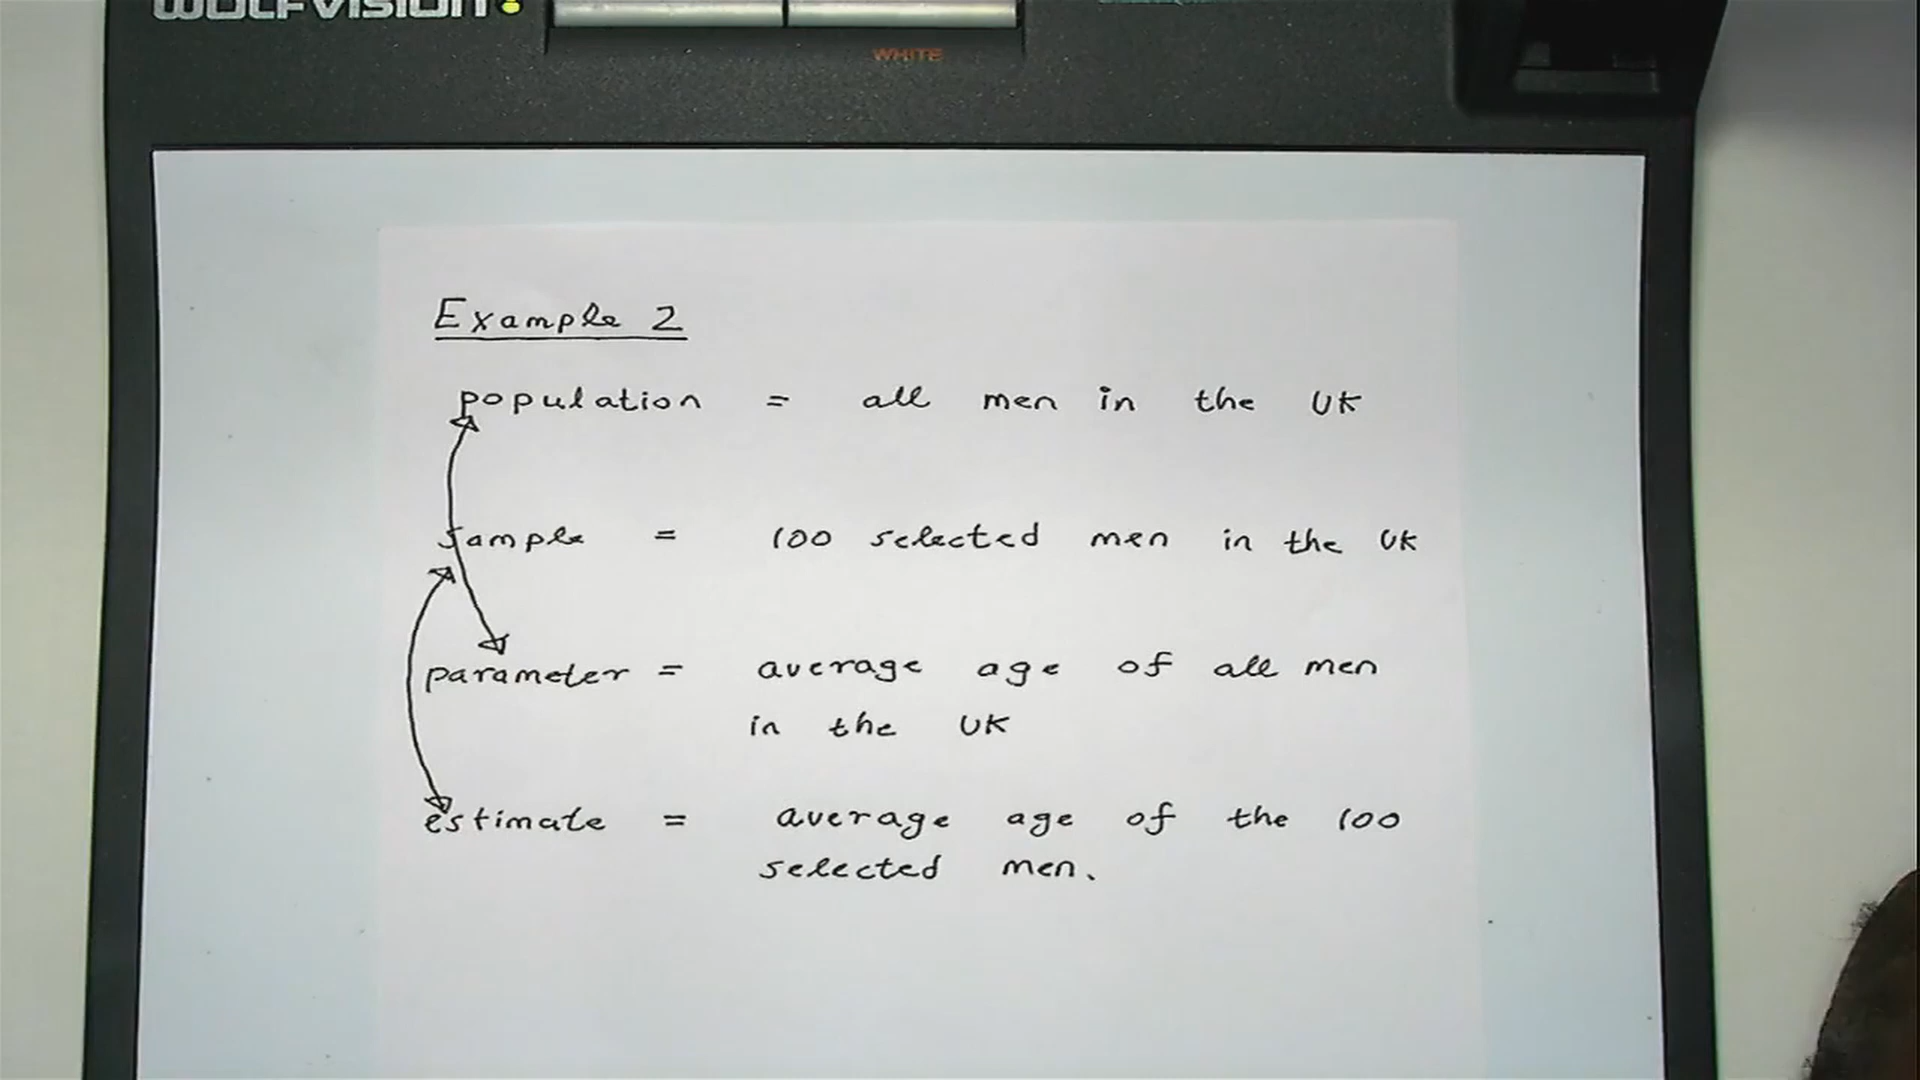 WOLFVISION
WHITE
Example 2
population = all men in the UK
sample = 100 selected men in the UK
parameter = average age of all men
in the UK
estimate = average age of the 100
selected men.